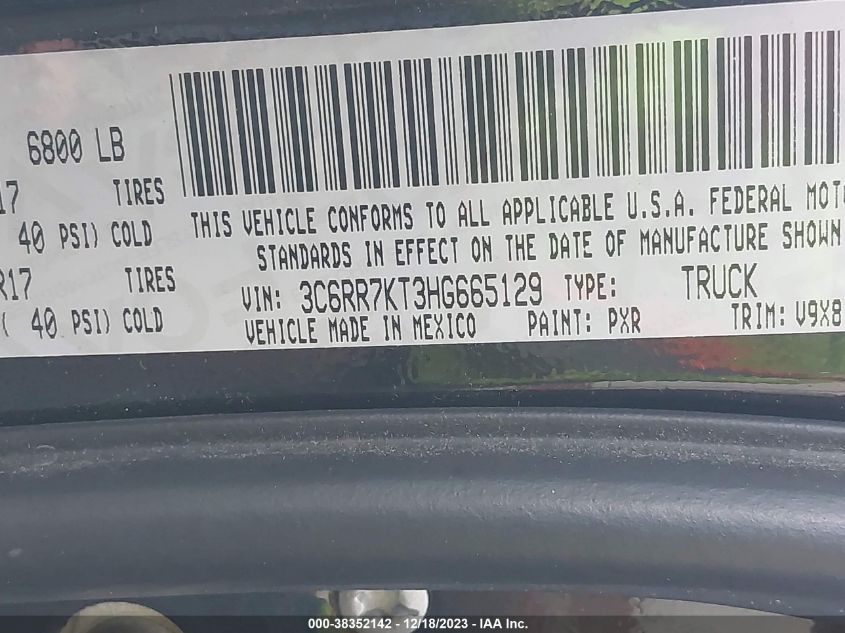 6800 LB
17 TIRES
40 PSI) COLD
R17 TIRES
( 40 PSI) COLD
THIS VEHICLE CONFORMS TO ALL APPLICABLE U.S.A. FEDERAL MOT
STANDARDS IN EFFECT ON THE DATE OF MANUFACTURE SHOWN
VIN: 3C6RR7KT3HG665129 TYPE: TRUCK
VEHICLE MADE IN MEXICO PAINT: PXR TRIM: V9X8
000-38352142 - 12/18/2023 - IAA Inc.